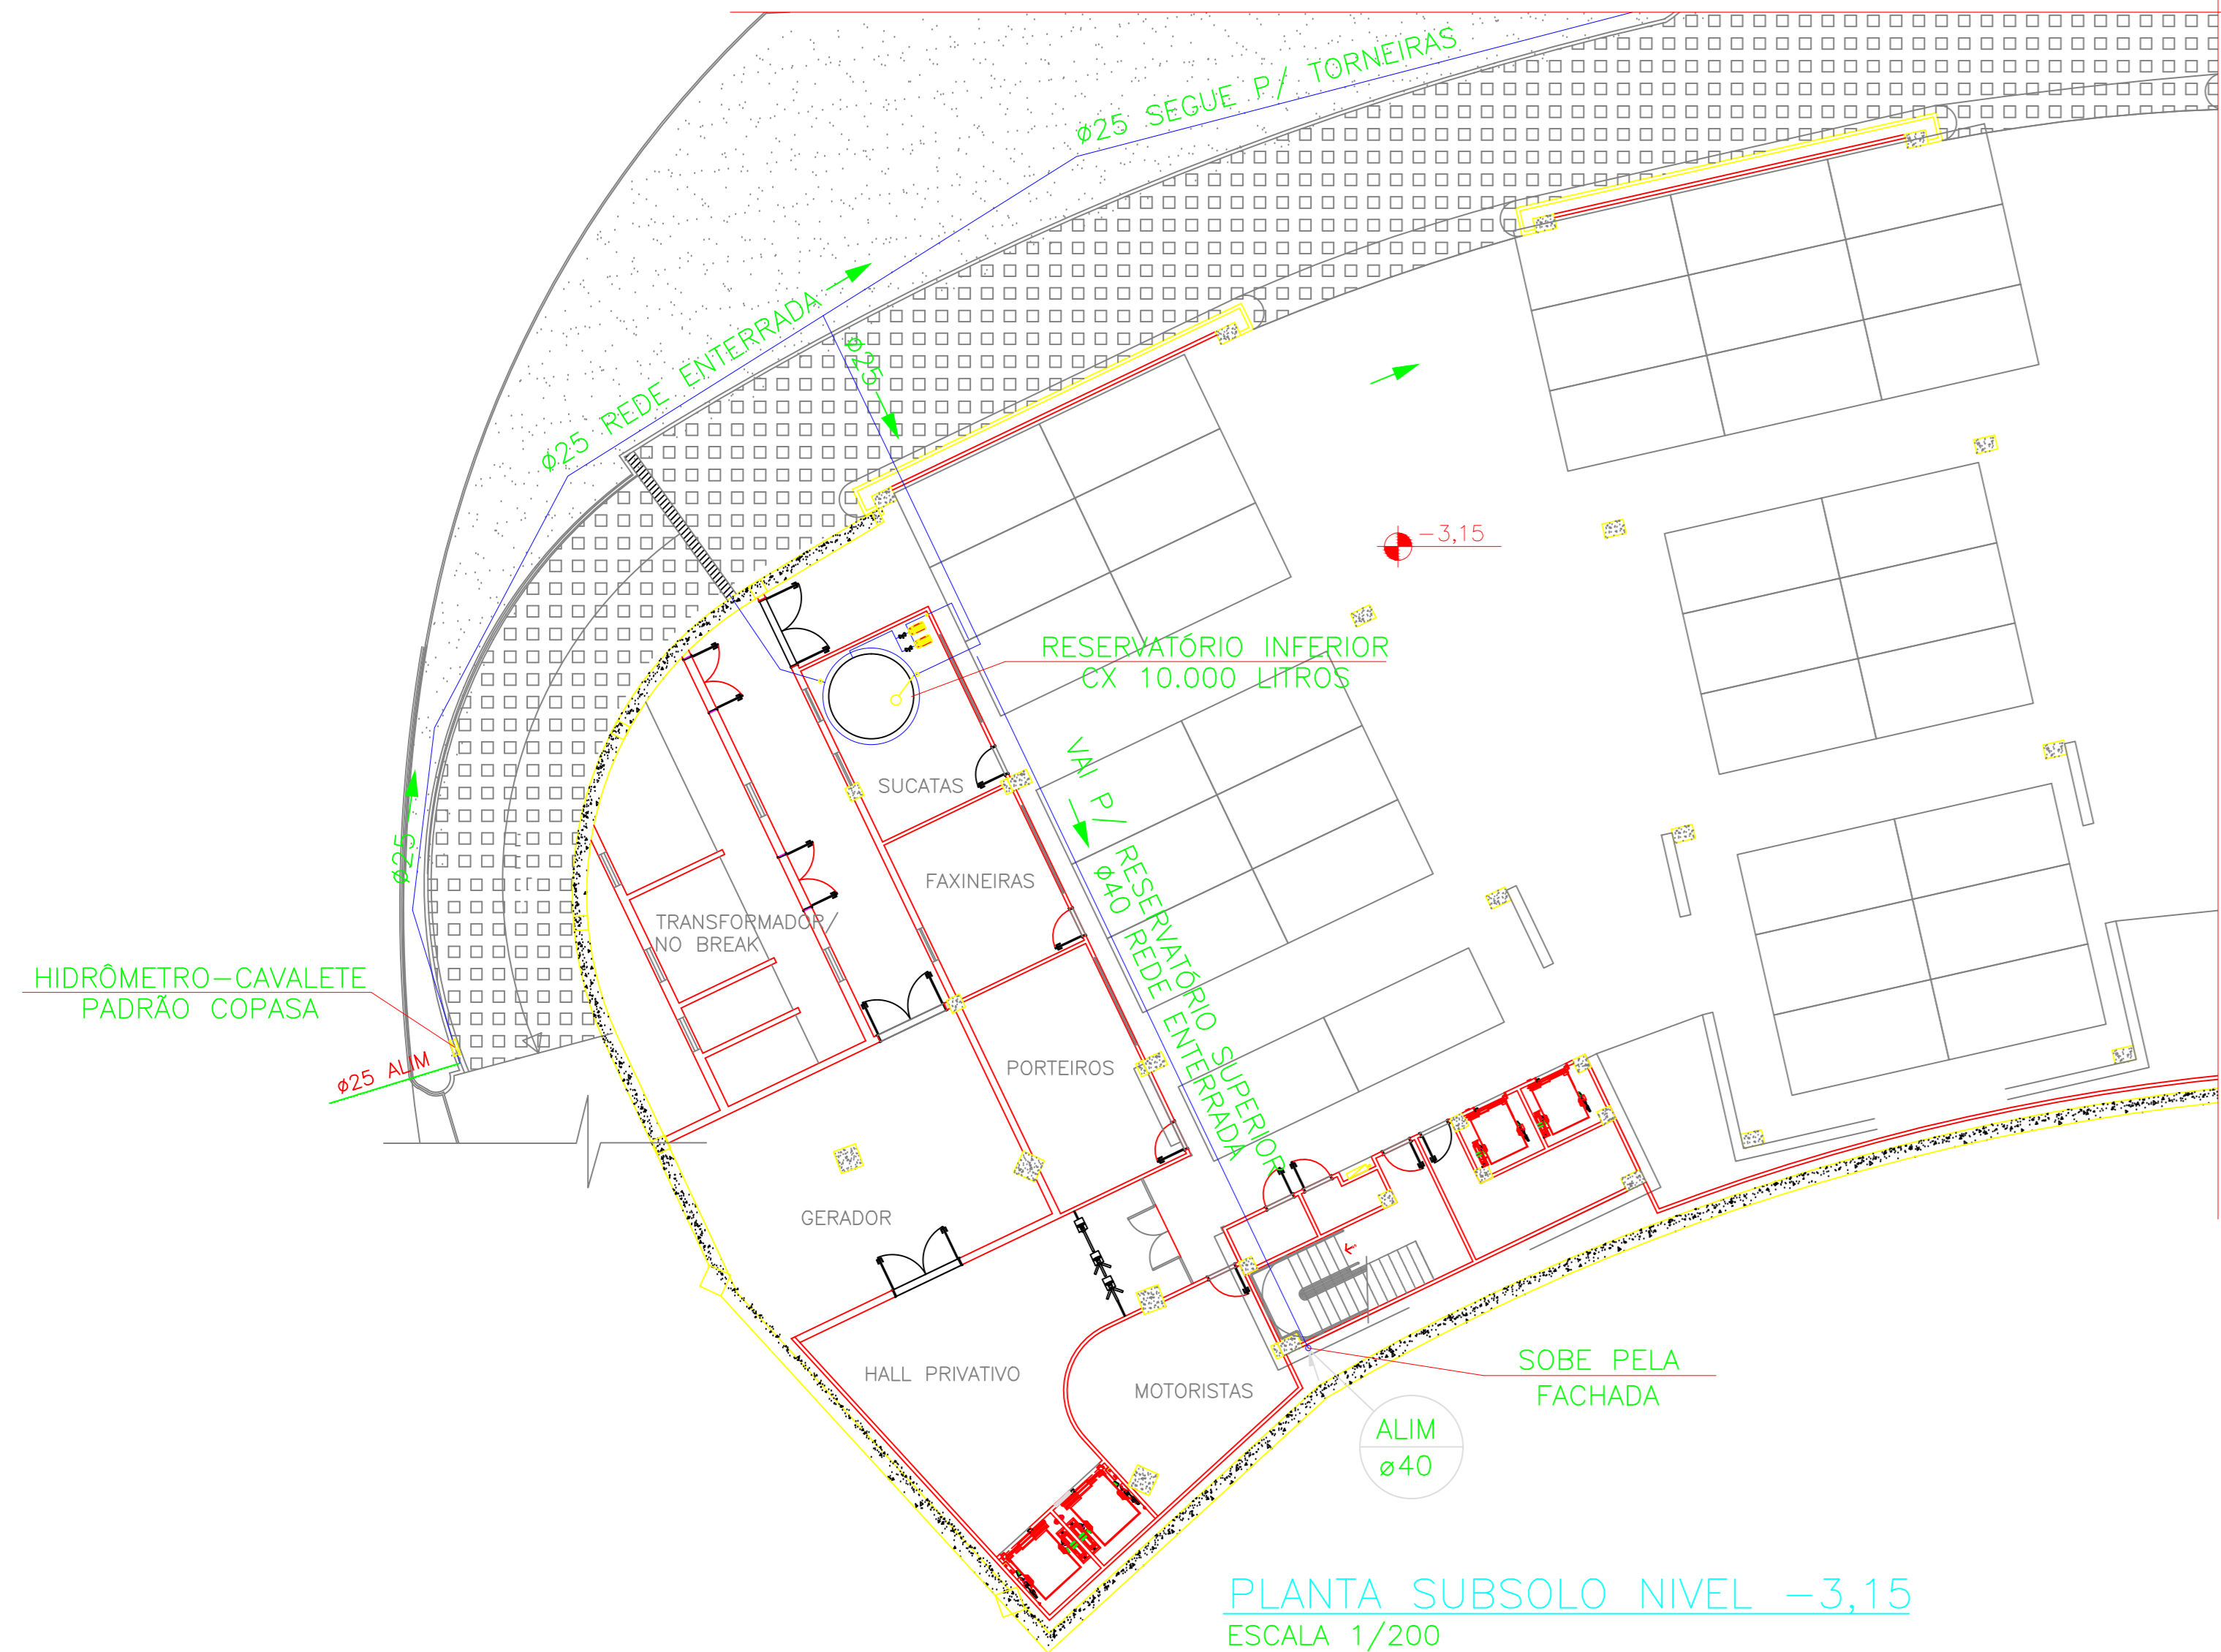 ø25 SEGUE P/ TORNEIRAS
ø25 REDE ENTERRADA
ø25
-3,15
RESERVATÓRIO INFERIOR
CX 10.000 LITROS
VAI P/ RESERVATÓRIO SUPERIOR
ø40 REDE ENTERRADA
SUCATAS
ø25
FAXINEIRAS
TRANSFORMADOR/
NO BREAK
HIDRÔMETRO-CAVALETE
PADRÃO COPASA
ø25 ALIM
PORTEIROS
GERADOR
HALL PRIVATIVO
MOTORISTAS
SOBE PELA
FACHADA
ALIM
ø40
PLANTA SUBSOLO NIVEL -3,15
ESCALA 1/200